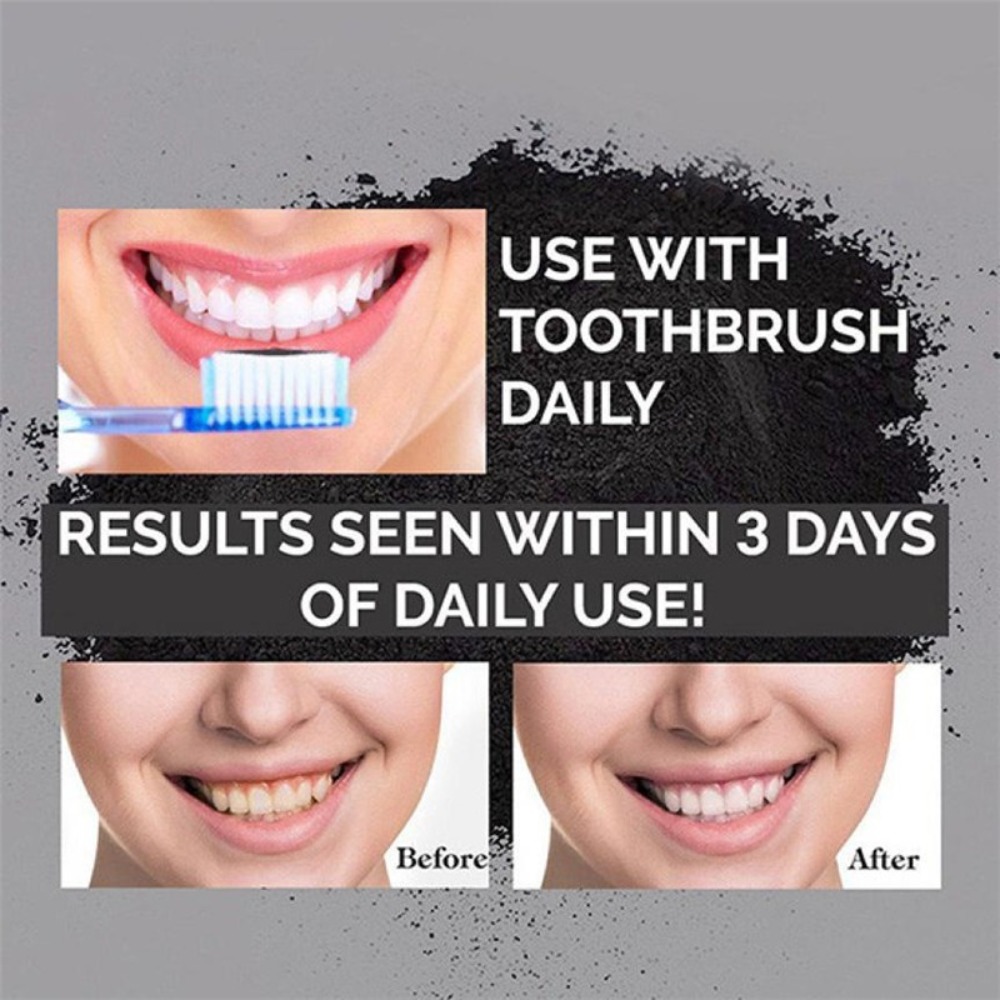 USE WITH
TOOTHBRUSH
DAILY
RESULTS SEEN WITHIN 3 DAYS
OF DAILY USE!
Before
After